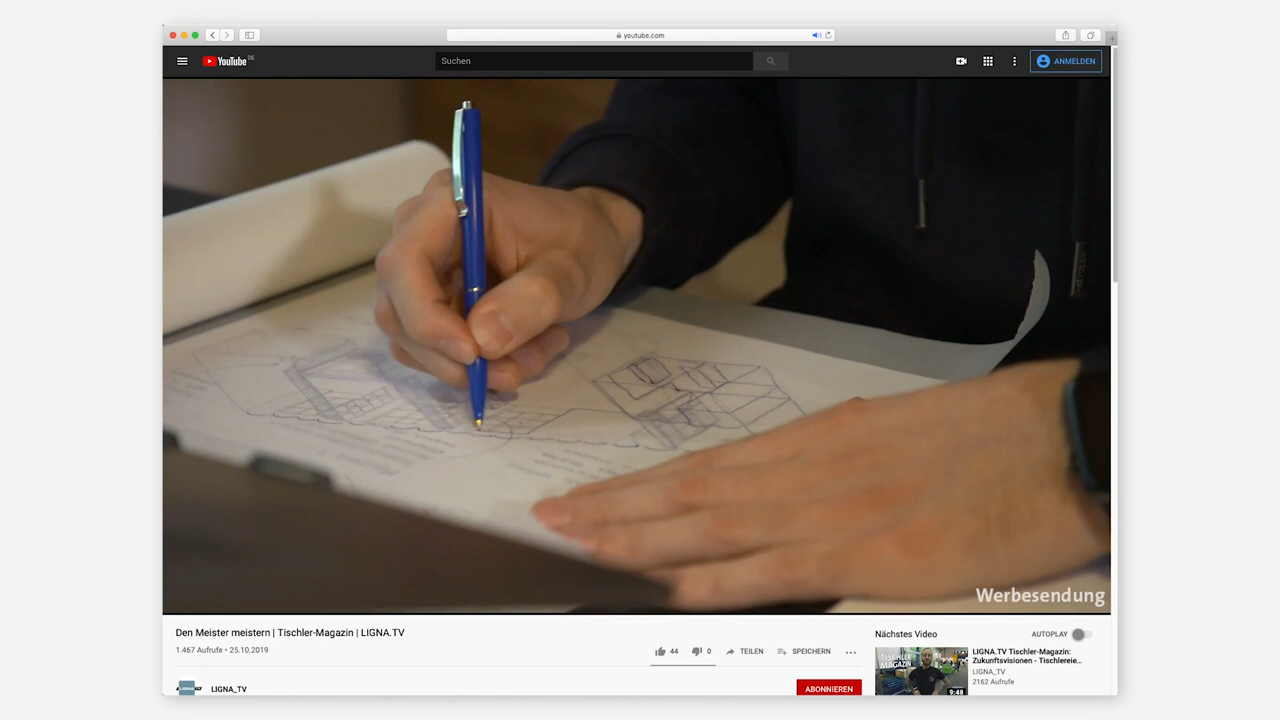 youtube.com
YouTube DE
Suchen
ANMELDEN
Werbesendung
Den Meister meistern | Tischler-Magazin | LIGNA.TV
1.467 Aufrufe • 25.10.2019
44
0
TEILEN
SPEICHERN
LIGNA_TV
ABONNIEREN
Nächstes Video
AUTOPLAY
TISCHLER
MAGAZIN
9:48
LIGNA.TV Tischler-Magazin:
Zukunftsvisionen - Tischlereie...
LIGNA_TV
2162 Aufrufe